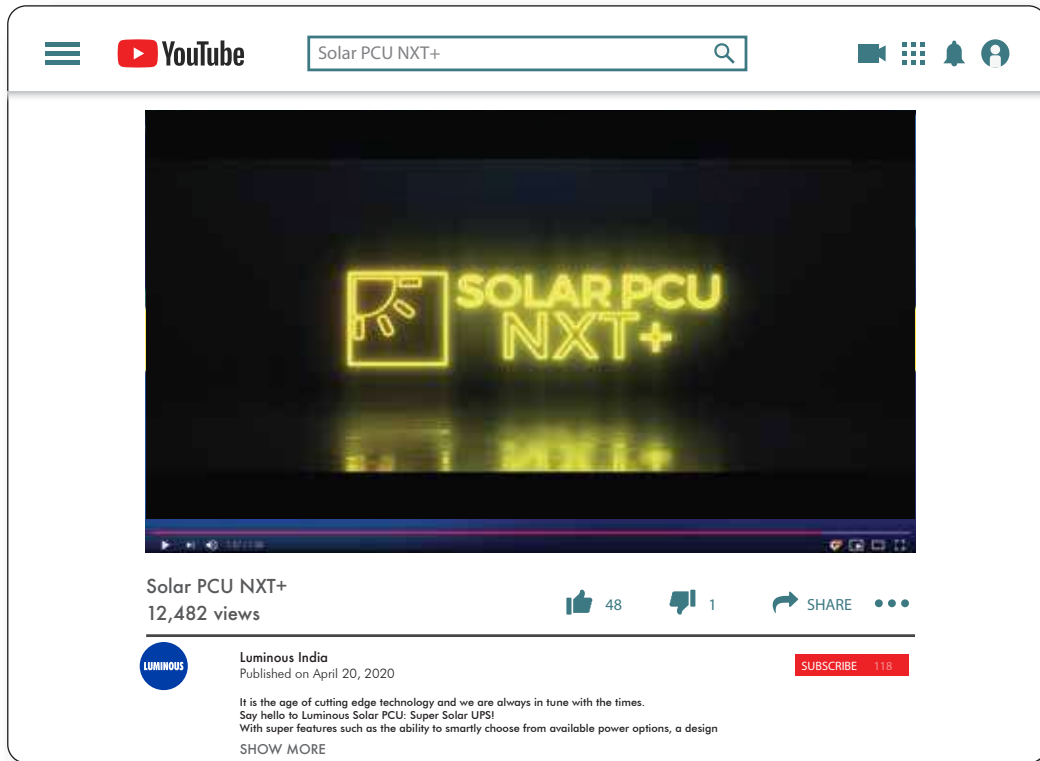 YouTube
Solar PCU NXT+
SOLAR PCU
NXT+
Solar PCU NXT+
12,482 views
48
1
SHARE
LUMINOUS
Luminous India
Published on April 20, 2020
SUBSCRIBE 118
It is the age of cutting edge technology and we are always in tune with the times.
Say hello to Luminous Solar PCU: Super Solar UPS!
With super features such as the ability to smartly choose from available power options, a design
SHOW MORE